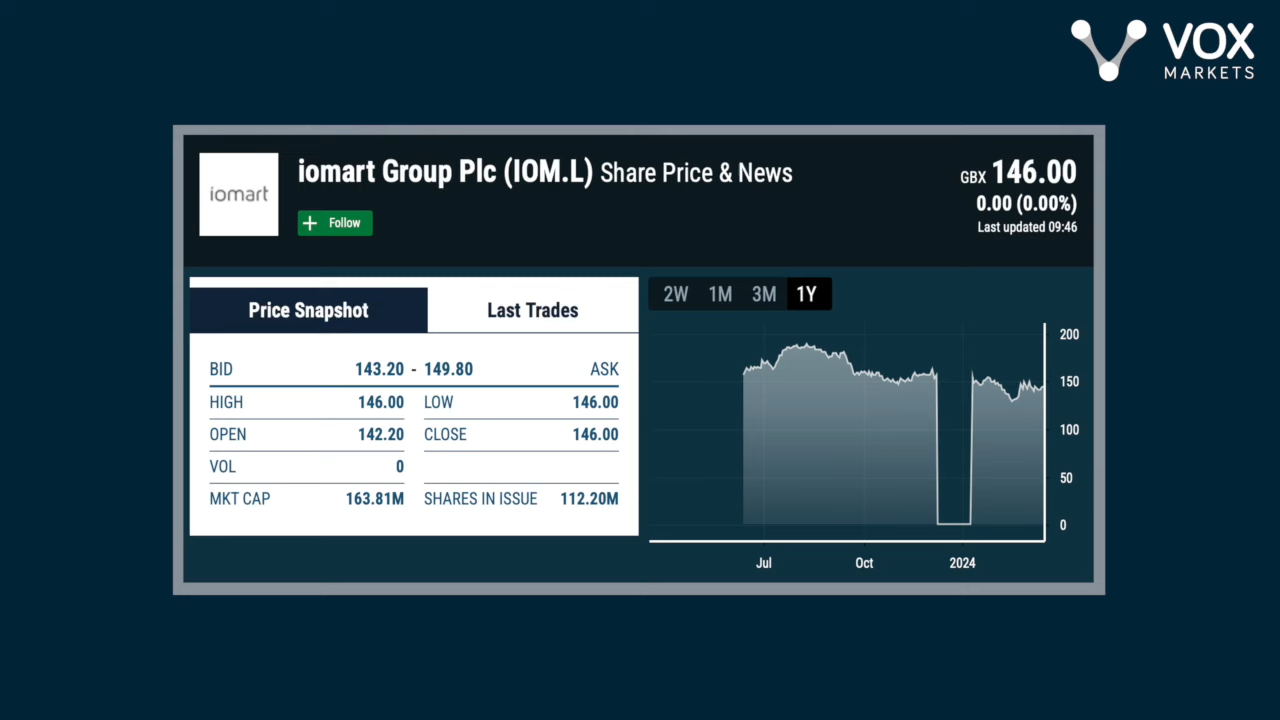 VOX
MARKETS
iomart
iomart Group Plc (IOM.L) Share Price & News
+ Follow
GBX 146.00
0.00 (0.00%)
Last updated 09:46
Price Snapshot
Last Trades
BID 143.20 - 149.80 ASK
HIGH 146.00 LOW 146.00
OPEN 142.20 CLOSE 146.00
VOL 0
MKT CAP 163.81M SHARES IN ISSUE 112.20M
2W 1M 3M 1Y
200
150
100
50
0
Jul Oct 2024